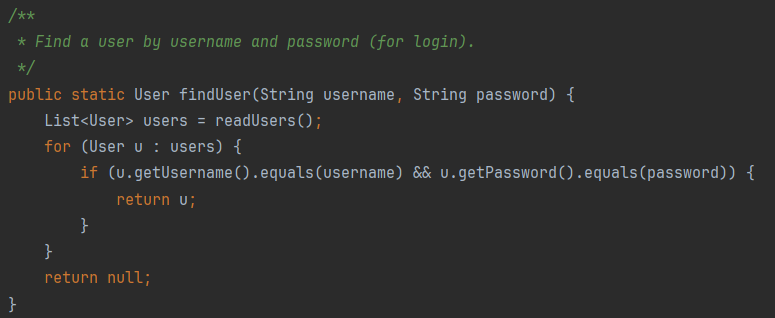 /**
 * Find a user by username and password (for login).
 */
public static User findUser(String username, String password) {
    List<User> users = readUsers();
    for (User u : users) {
        if (u.getUsername().equals(username) && u.getPassword().equals(password)) {
            return u;
        }
    }
    return null;
}